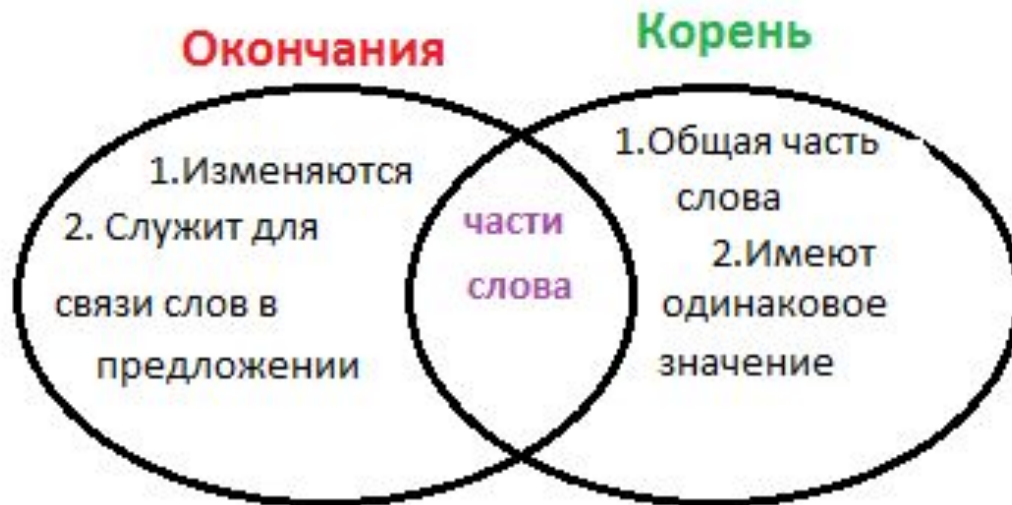 Окончания
Корень
1.Изменяются
2. Служит для
связи слов в
предложении
части
слова
1.Общая часть
слова
2.Имеют
одинаковое
значение